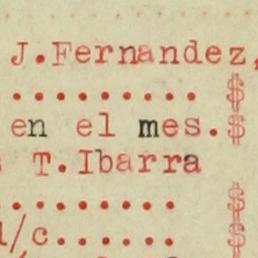 J.Fernandez,
......... $
en el mes.$
T.Ibarra
........ $
/c...... $